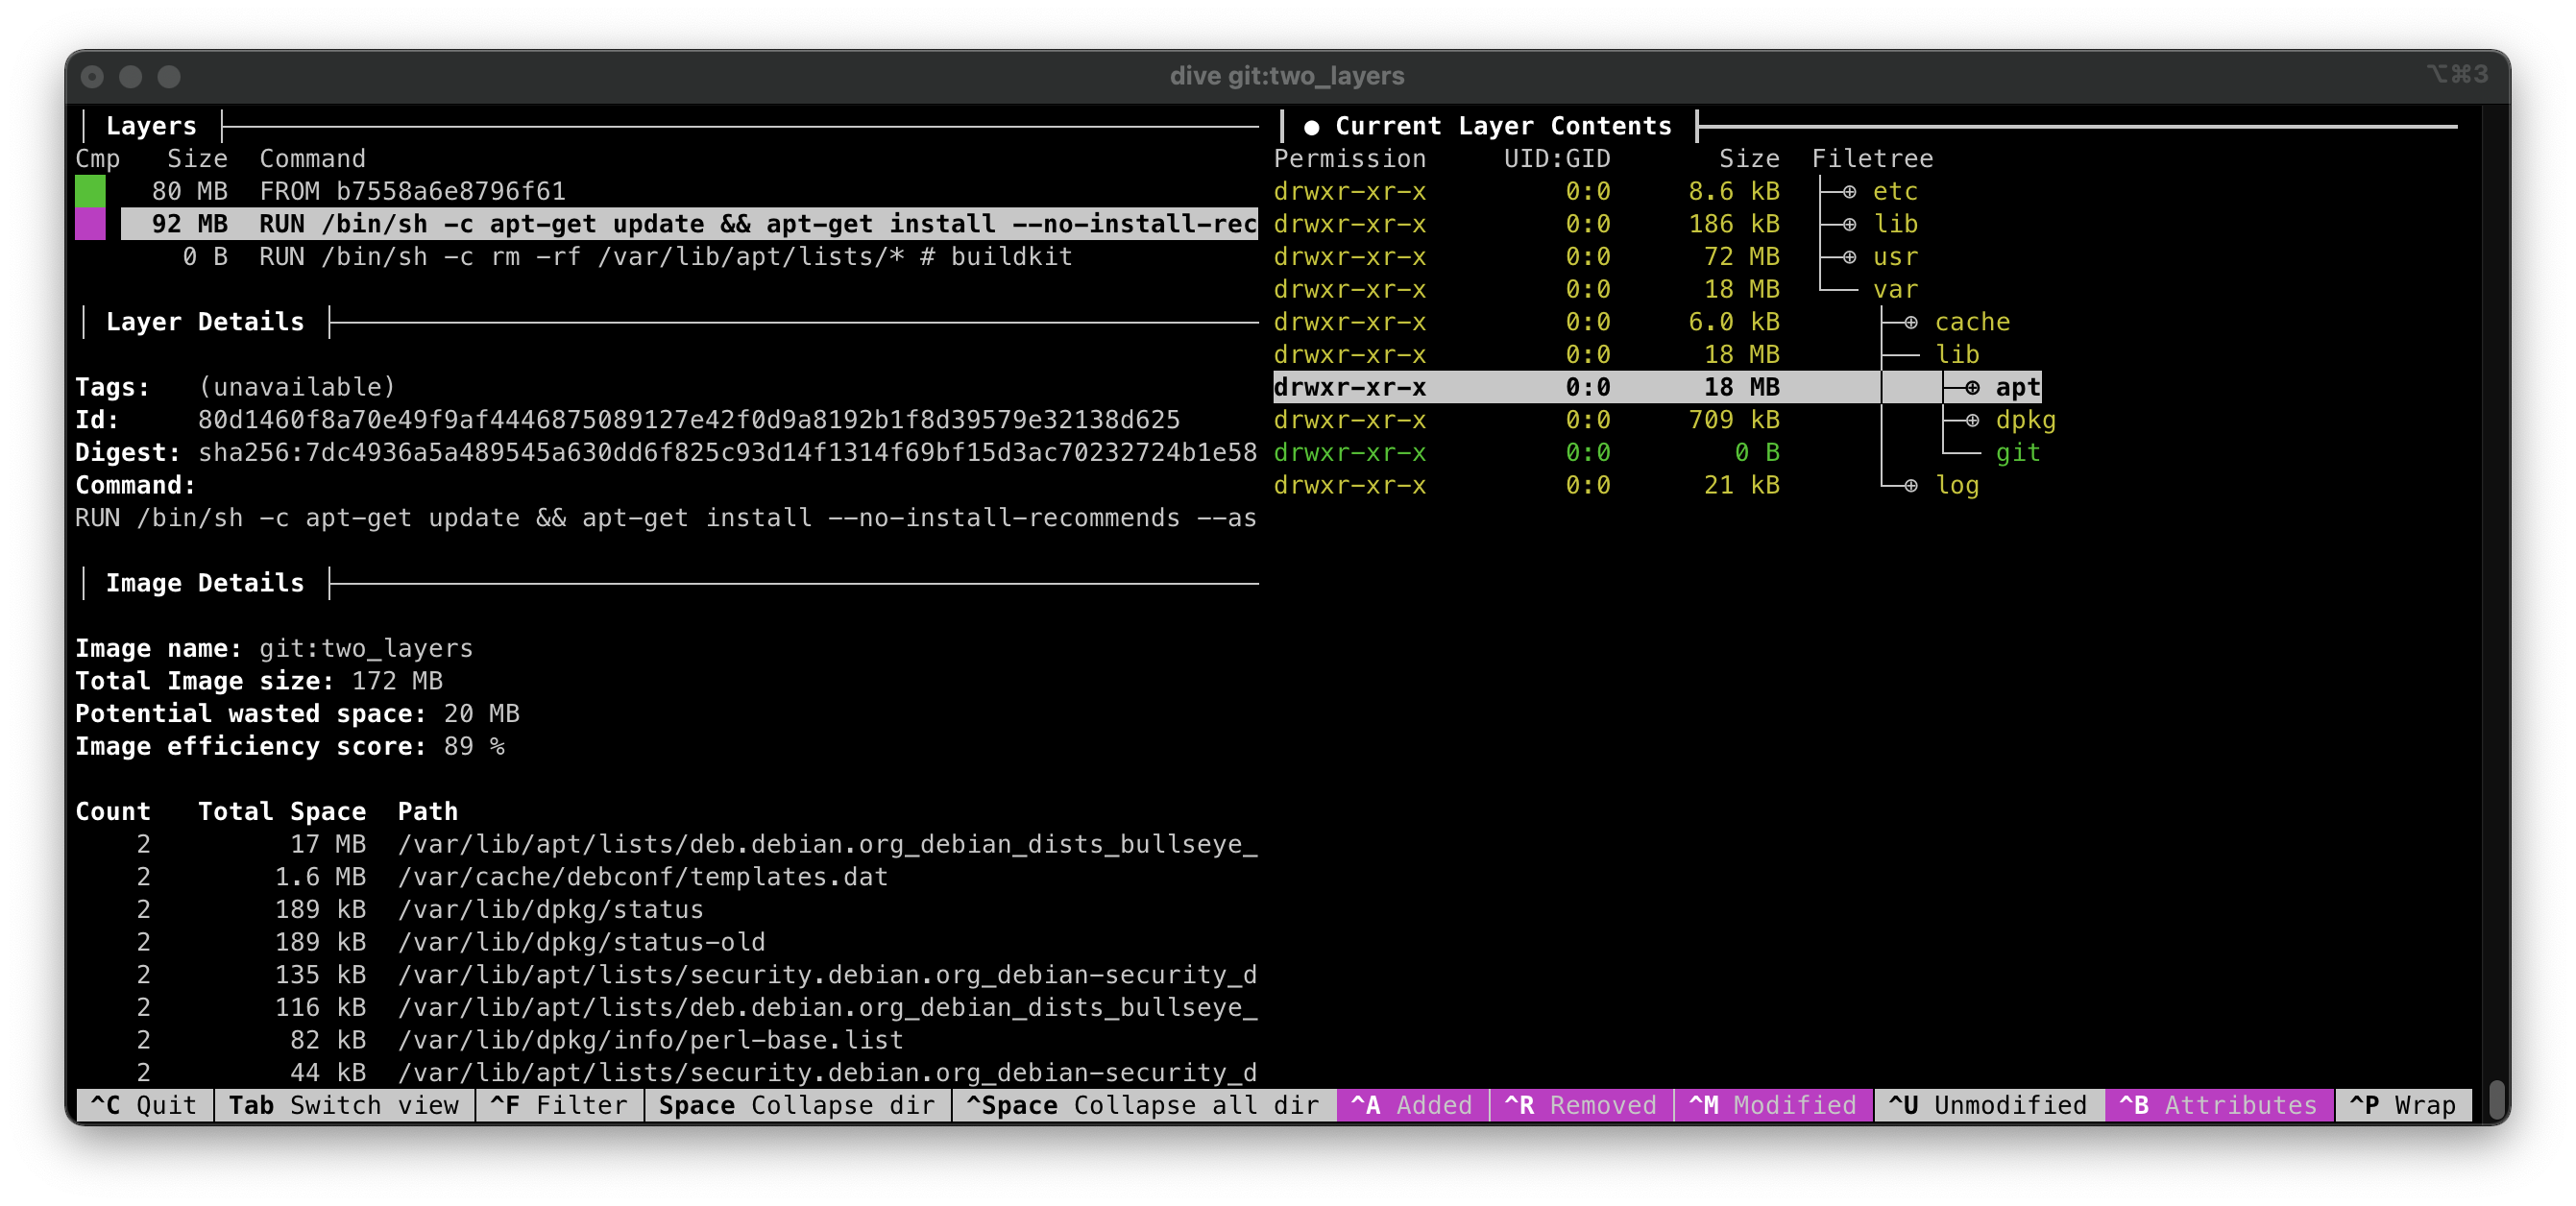 dive git:two_layers
⌥⌘3
Layers
Cmp Size Command
80 MB FROM b7558a6e8796f61
92 MB RUN /bin/sh -c apt-get update && apt-get install --no-install-rec
0 B RUN /bin/sh -c rm -rf /var/lib/apt/lists/* # buildkit
Layer Details
Tags: (unavailable)
Id: 80d1460f8a70e49f9af4446875089127e42f0d9a8192b1f8d39579e32138d625
Digest: sha256:7dc4936a5a489545a630dd6f825c93d14f1314f69bf15d3ac70232724b1e58
Command:
RUN /bin/sh -c apt-get update && apt-get install --no-install-recommends --as
Image Details
Image name: git:two_layers
Total Image size: 172 MB
Potential wasted space: 20 MB
Image efficiency score: 89 %
Count Total Space Path
2 17 MB /var/lib/apt/lists/deb.debian.org_debian_dists_bullseye_
2 1.6 MB /var/cache/debconf/templates.dat
2 189 kB /var/lib/dpkg/status
2 189 kB /var/lib/dpkg/status-old
2 135 kB /var/lib/apt/lists/security.debian.org_debian-security_d
2 116 kB /var/lib/apt/lists/deb.debian.org_debian_dists_bullseye_
2 82 kB /var/lib/dpkg/info/perl-base.list
2 44 kB /var/lib/apt/lists/security.debian.org_debian-security_d
● Current Layer Contents
Permission UID:GID Size Filetree
drwxr-xr-x 0:0 8.6 kB ├─⊕ etc
drwxr-xr-x 0:0 186 kB ├─⊕ lib
drwxr-xr-x 0:0 72 MB ├─⊕ usr
drwxr-xr-x 0:0 18 MB └── var
drwxr-xr-x 0:0 6.0 kB ├─⊕ cache
drwxr-xr-x 0:0 18 MB ├── lib
drwxr-xr-x 0:0 18 MB │ ├─⊕ apt
drwxr-xr-x 0:0 709 kB │ ├─⊕ dpkg
drwxr-xr-x 0:0 0 B │ └── git
drwxr-xr-x 0:0 21 kB └─⊕ log
^C Quit Tab Switch view ^F Filter Space Collapse dir ^Space Collapse all dir ^A Added ^R Removed ^M Modified ^U Unmodified ^B Attributes ^P Wrap